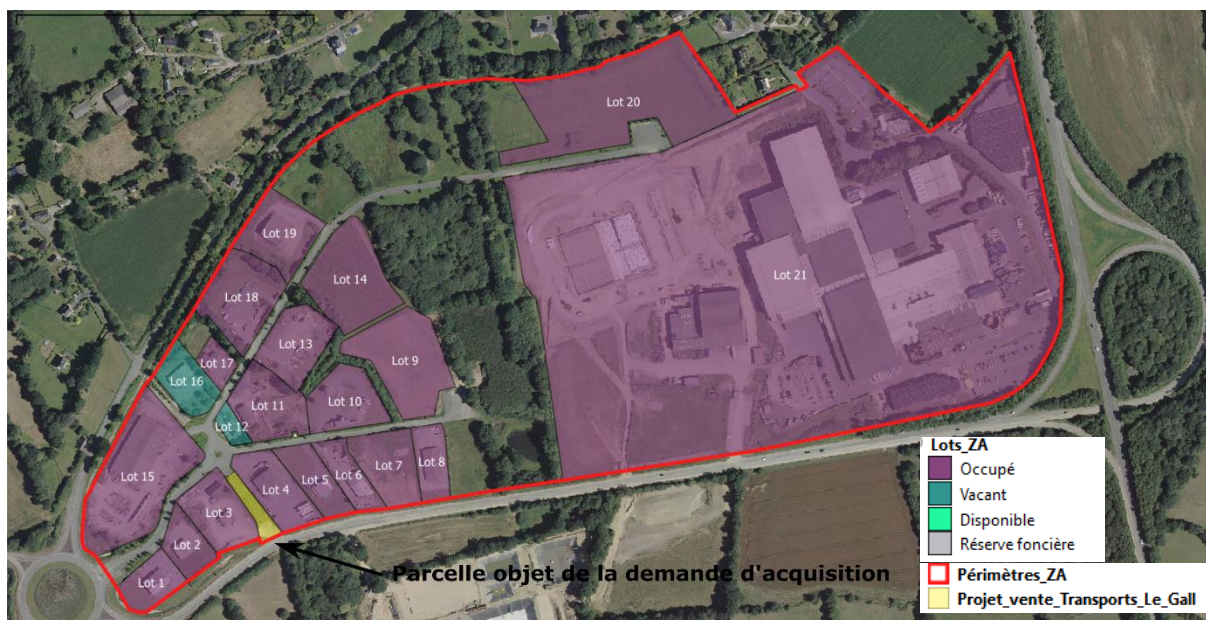 Lot 20
Lot 19
Lot 14
Lot 21
Lot 18
Lot 13
Lot 9
Lot 17
Lot 16
Lot 11
Lot 10
Lot 12
Lot 15
Lot 4
Lot 5
Lot 6
Lot 7
Lot 8
Lot 3
Lot 2
Lot 1
Parcelle objet de la demande d'acquisition
Lots_ZA
Occupé
Vacant
Disponible
Réserve foncière
Périmètres_ZA
Projet_vente_Transports_Le_Gall